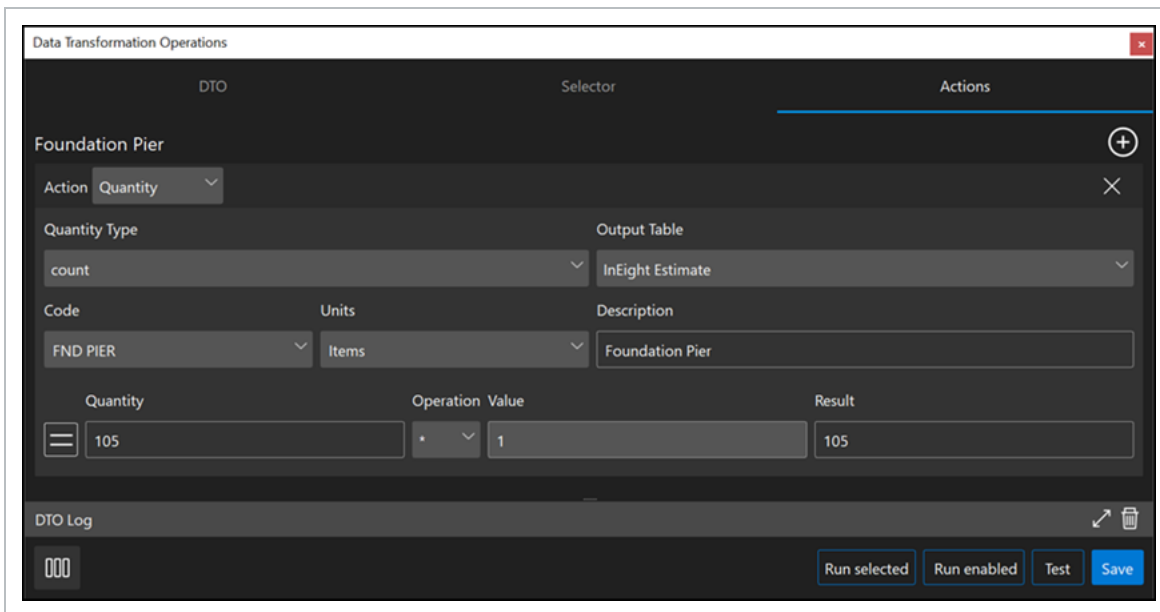 Data Transformation Operations
DTO Selector Actions
Foundation Pier
Action Quantity
Quantity Type Output Table
count InEight Estimate
Code Units Description
FND PIER Items Foundation Pier
Quantity Operation Value Result
105 * 1 105
DTO Log
Run selected Run enabled Test Save